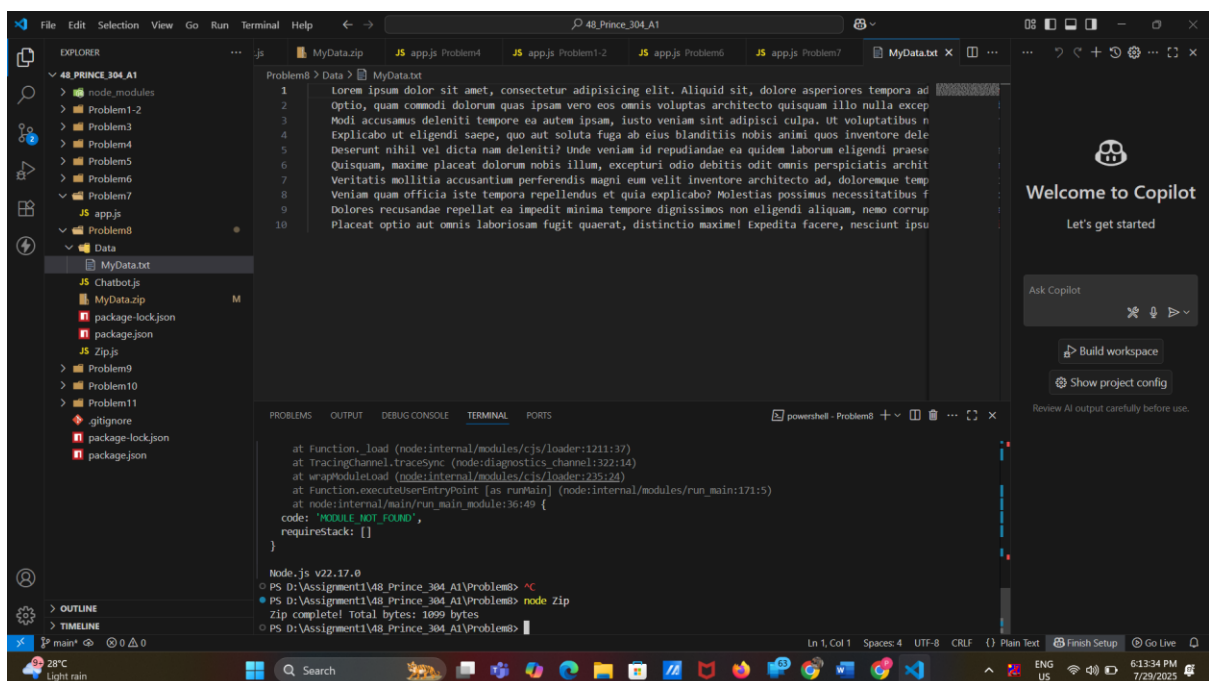 File Edit Selection View Go Run Terminal Help
48_Prince_304_A1
EXPLORER
48_PRINCE_304_A1
node_modules
Problem1-2
Problem3
Problem4
Problem5
Problem6
Problem7
JS app.js
Problem8
Data
MyData.txt
JS Chatbot.js
MyData.zip M
package-lock.json
package.json
JS Zip.js
Problem9
Problem10
Problem11
.gitignore
package-lock.json
package.json
OUTLINE
TIMELINE
.js MyData.zip JS app.js Problem4 JS app.js Problem1-2 JS app.js Problem6 JS app.js Problem7 MyData.txt
Problem8 > Data > MyData.txt
1 Lorem ipsum dolor sit amet, consectetur adipisicing elit. Aliquid sit, dolore asperiores tempora ad
2 Optio, quam commodi dolorum quas ipsam vero eos omnis voluptas architecto quisquam illo nulla excep
3 Modi accusamus deleniti tempore ea autem ipsam, iusto veniam sint adipisci culpa. Ut voluptatibus n
4 Explicabo ut eligendi saepe, quo aut soluta fuga ab eius blanditiis nobis animi quos inventore dele
5 Deserunt nihil vel dicta nam deleniti? Unde veniam id repudiandae ea quidem laborum eligendi praese
6 Quisquam, maxime placeat dolorum nobis illum, excepturi odio debitis odit omnis perspiciatis archit
7 Veritatis mollitia accusantium perferendis magni eum velit inventore architecto ad, doloremque temp
8 Veniam quam officia iste tempora repellendus et quia explicabo? Molestias possimus necessitatibus f
9 Dolores recusandae repellat ea impedit minima tempore dignissimos non eligendi aliquam, nemo corrup
10 Placeat optio aut omnis laboriosam fugit quaerat, distinctio maxime! Expedita facere, nesciunt ipsu
PROBLEMS OUTPUT DEBUG CONSOLE TERMINAL PORTS
powershell - Problem8
at Function._load (node:internal/modules/cjs/loader:1211:37)
at TracingChannel.traceSync (node:diagnostics_channel:322:14)
at wrapModuleLoad (node:internal/modules/cjs/loader:235:24)
at Function.executeUserEntryPoint [as runMain] (node:internal/modules/run_main:171:5)
at node:internal/main/run_main_module:36:49 {
code: 'MODULE_NOT_FOUND',
requireStack: []
}
Node.js v22.17.0
PS D:\Assignment1\48_Prince_304_A1\Problem8> ^C
PS D:\Assignment1\48_Prince_304_A1\Problem8> node Zip
Zip complete! Total bytes: 1099 bytes
PS D:\Assignment1\48_Prince_304_A1\Problem8>
Welcome to Copilot
Let's get started
Ask Copilot
Build workspace
Show project config
Review AI output carefully before use.
main* 0 0
Ln 1, Col 1 Spaces: 4 UTF-8 CRLF {} Plain Text Finish Setup Go Live
28°C
Light rain
Search
ENG
US
6:13:34 PM
7/29/2025